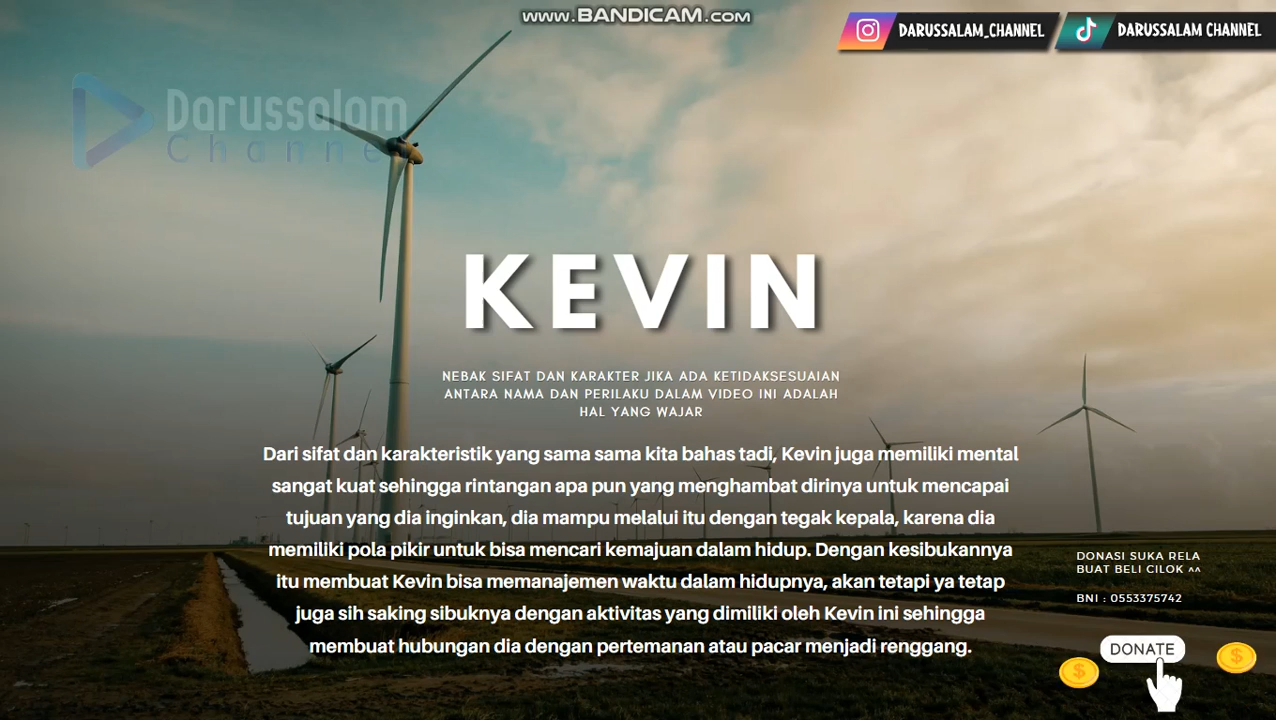 www.BANDICAM.com
DARUSSALAM_CHANNEL
DARUSSALAM CHANNEL
Darussalam
Channel
KEVIN
NEBAK SIFAT DAN KARAKTER JIKA ADA KETIDAKSESUAIAN
ANTARA NAMA DAN PERILAKU DALAM VIDEO INI ADALAH
HAL YANG WAJAR
Dari sifat dan karakteristik yang sama sama kita bahas tadi, Kevin juga memiliki mental
sangat kuat sehingga rintangan apa pun yang menghambat dirinya untuk mencapai
tujuan yang dia inginkan, dia mampu melalui itu dengan tegak kepala, karena dia
memiliki pola pikir untuk bisa mencari kemajuan dalam hidup. Dengan kesibukannya
itu membuat Kevin bisa memanajemen waktu dalam hidupnya, akan tetapi ya tetap
juga sih saking sibuknya dengan aktivitas yang dimiliki oleh Kevin ini sehingga
membuat hubungan dia dengan pertemanan atau pacar menjadi renggang.
DONASI SUKA RELA
BUAT BELI CILOK ^^
BNI : 0553375742
DONATE